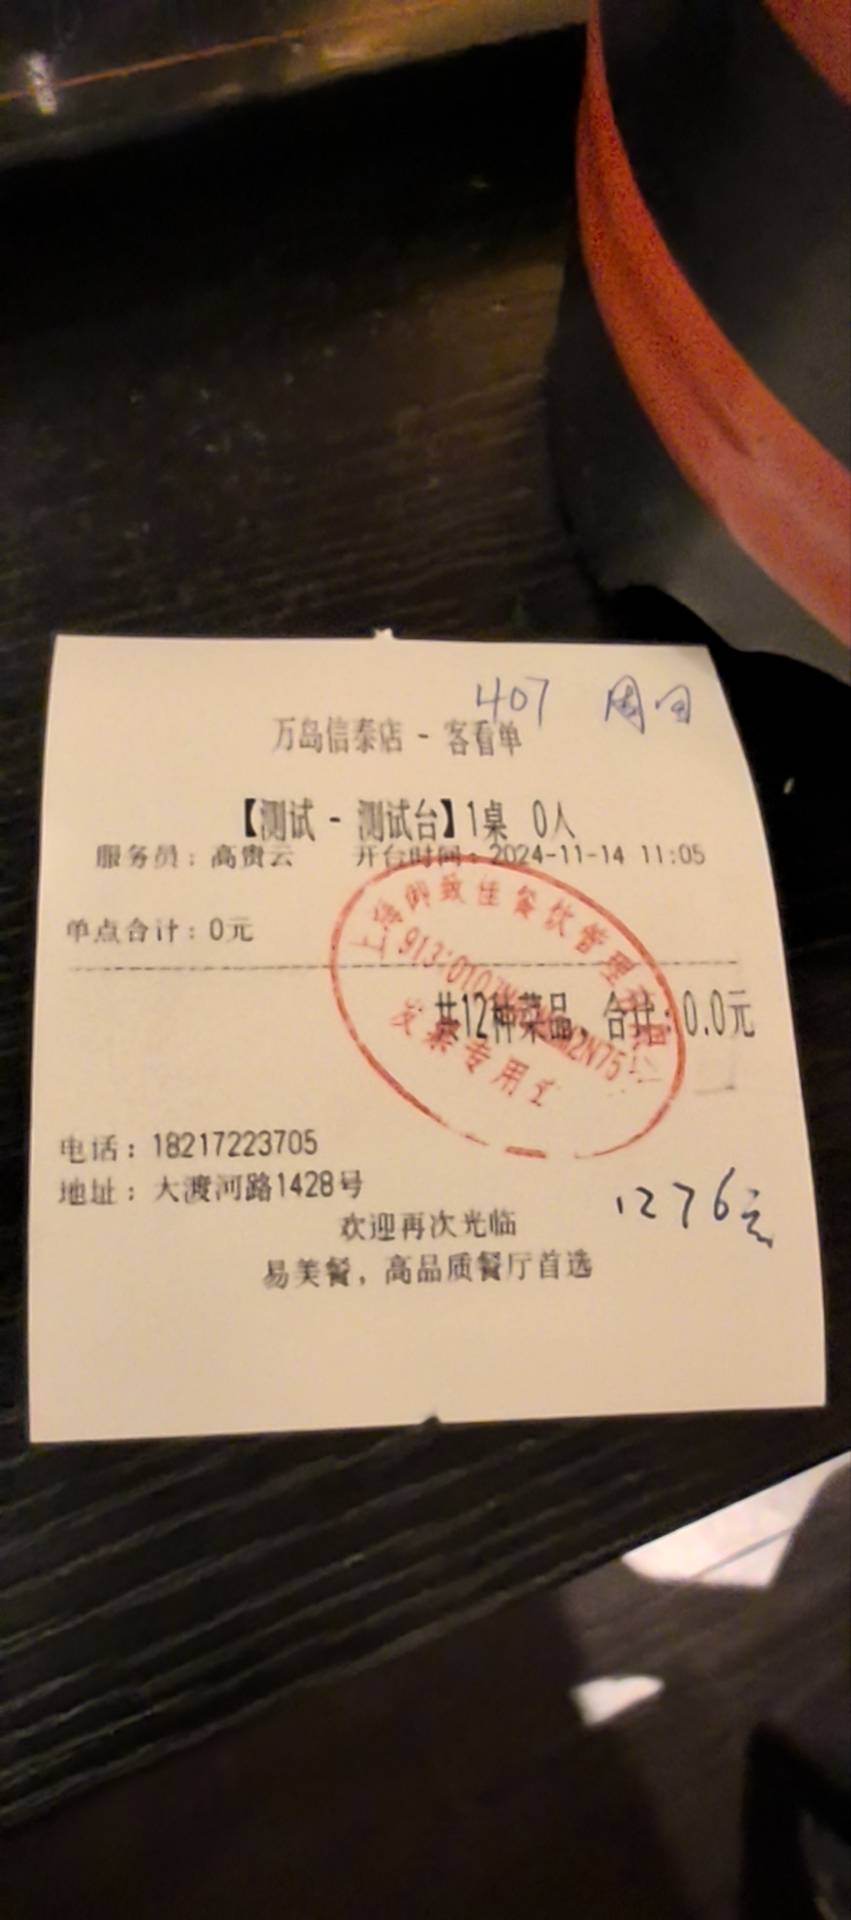 407 周日
万岛信泰店 - 客看单
【测试 - 测试台】1桌 0人
服务员：高贵云 开台时间：2024-11-14 11:05
单点合计：0元
共12种菜品，合计：0.0元
餐饮管理
发票专用
电话：18217223705
地址：大渡河路1428号
1276元
欢迎再次光临
易美餐，高品质餐厅首选